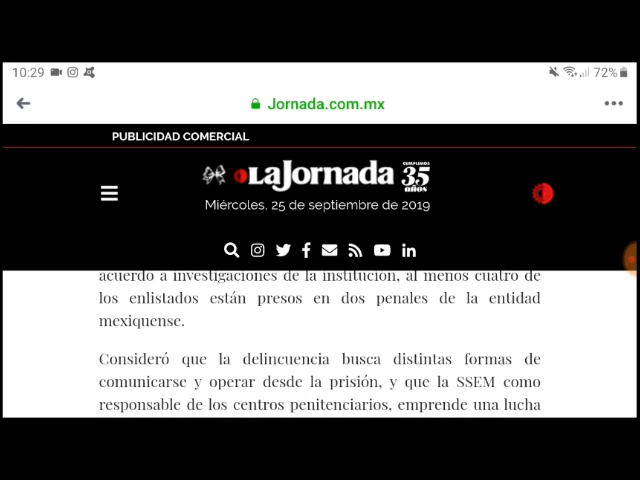 10:29 72%
Jornada.com.mx
PUBLICIDAD COMERCIAL
LaJornada CUMPLIMOS 35 años
Miércoles, 25 de septiembre de 2019
acuerdo a investigaciones de la institución, al menos cuatro de
los enlistados están presos en dos penales de la entidad
mexiquense.
Consideró que la delincuencia busca distintas formas de
comunicarse y operar desde la prisión, y que la SSEM como
responsable de los centros penitenciarios, emprende una lucha